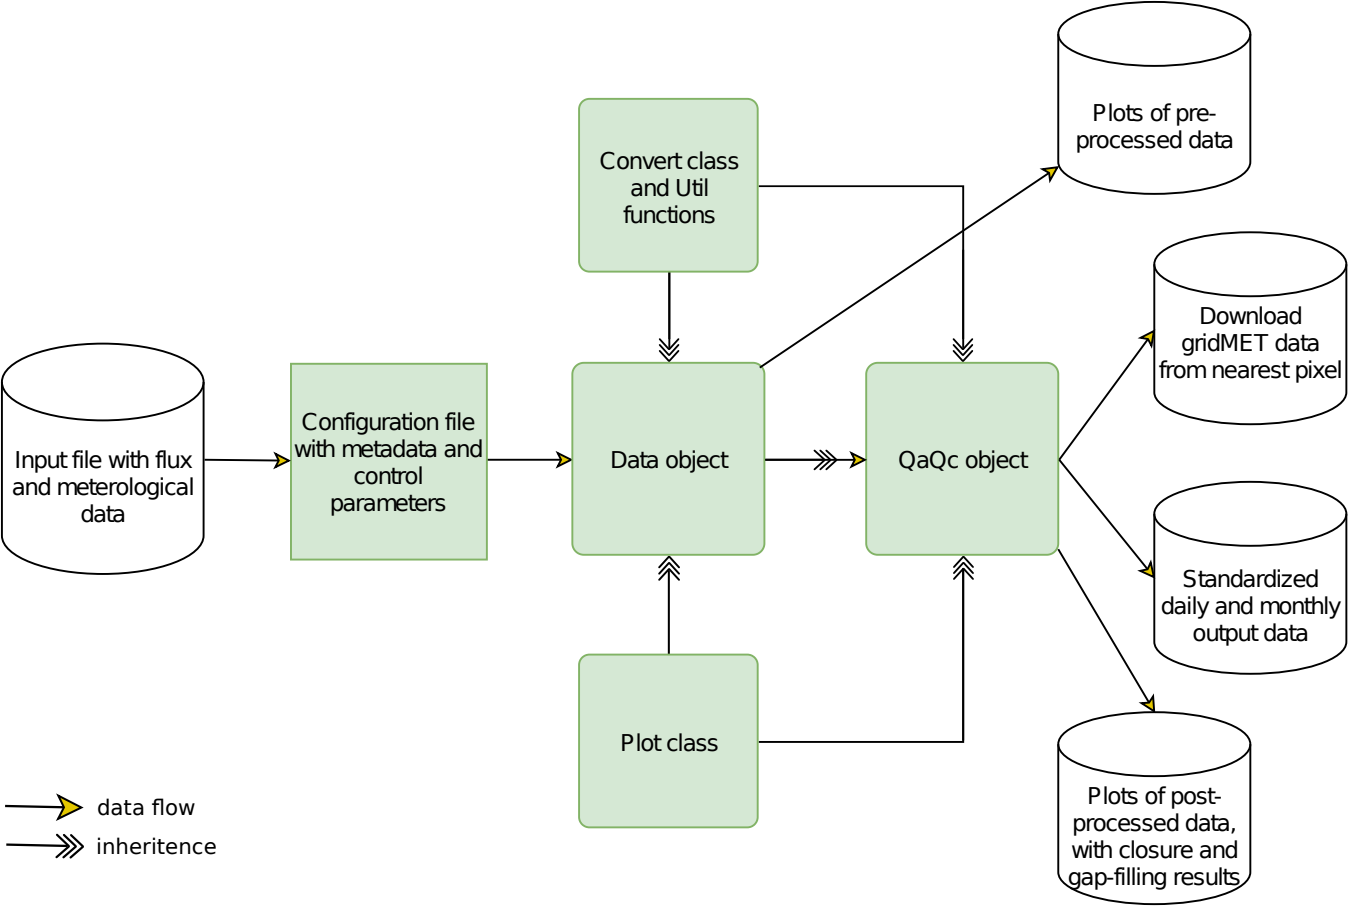 Plots of pre-
processed data
Convert class
and Util
functions
Download
gridMET data
from nearest pixel
Input file with flux
and meterological
data
Configuration file
with metadata and
control
parameters
Data object
QaQc object
Standardized
daily and monthly
output data
Plot class
Plots of post-
processed data,
with closure and
gap-filling results
data flow
inheritence